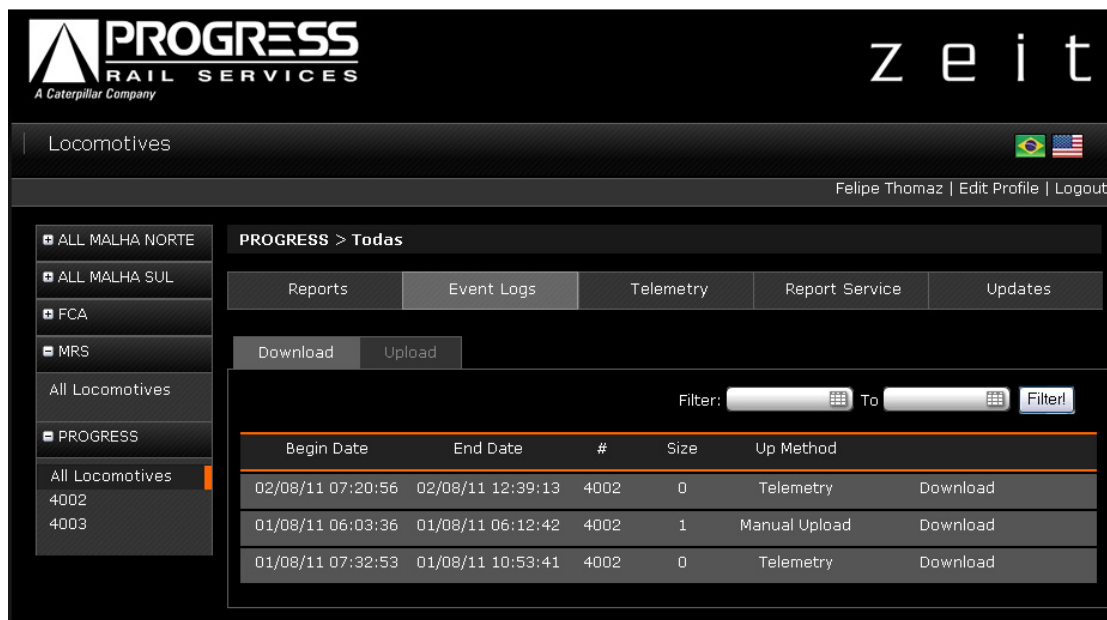 PROGRESS
RAIL SERVICES
A Caterpillar Company
zeit
Locomotives
Felipe Thomaz | Edit Profile | Logout
ALL MALHA NORTE
ALL MALHA SUL
FCA
MRS
All Locomotives
PROGRESS
All Locomotives
4002
4003
PROGRESS > Todas
Reports Event Logs Telemetry Report Service Updates
Download Upload
Filter: To Filter!
Begin Date End Date # Size Up Method
02/08/11 07:20:56 02/08/11 12:39:13 4002 0 Telemetry Download
01/08/11 06:03:36 01/08/11 06:12:42 4002 1 Manual Upload Download
01/08/11 07:32:53 01/08/11 10:53:41 4002 0 Telemetry Download